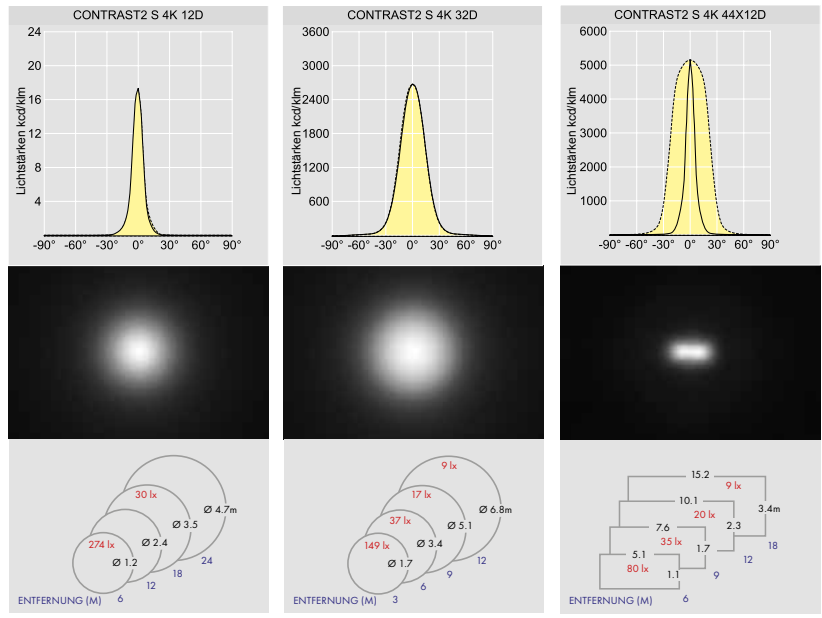 CONTRAST2 S 4K 12D
24
20
16
12
8
4
Lichtstärken kcd/klm
-90° -60° -30° 0° 30° 60° 90°
30 lx
274 lx
Ø 4.7m
Ø 3.5
Ø 2.4
Ø 1.2
24
18
12
6
ENTFERNUNG (M)
CONTRAST2 S 4K 32D
3600
3000
2400
1800
1200
600
Lichtstärken kcd/klm
-90° -60° -30° 0° 30° 60° 90°
9 lx
17 lx
37 lx
149 lx
Ø 6.8m
Ø 5.1
Ø 3.4
Ø 1.7
12
9
6
3
ENTFERNUNG (M)
CONTRAST2 S 4K 44X12D
6000
5000
4000
3000
2000
1000
Lichtstärken kcd/klm
-90° -60° -30° 0° 30° 60° 90°
15.2
9 lx
10.1
3.4m
20 lx
2.3
7.6
35 lx
1.7
5.1
80 lx
1.1
18
12
9
6
ENTFERNUNG (M)